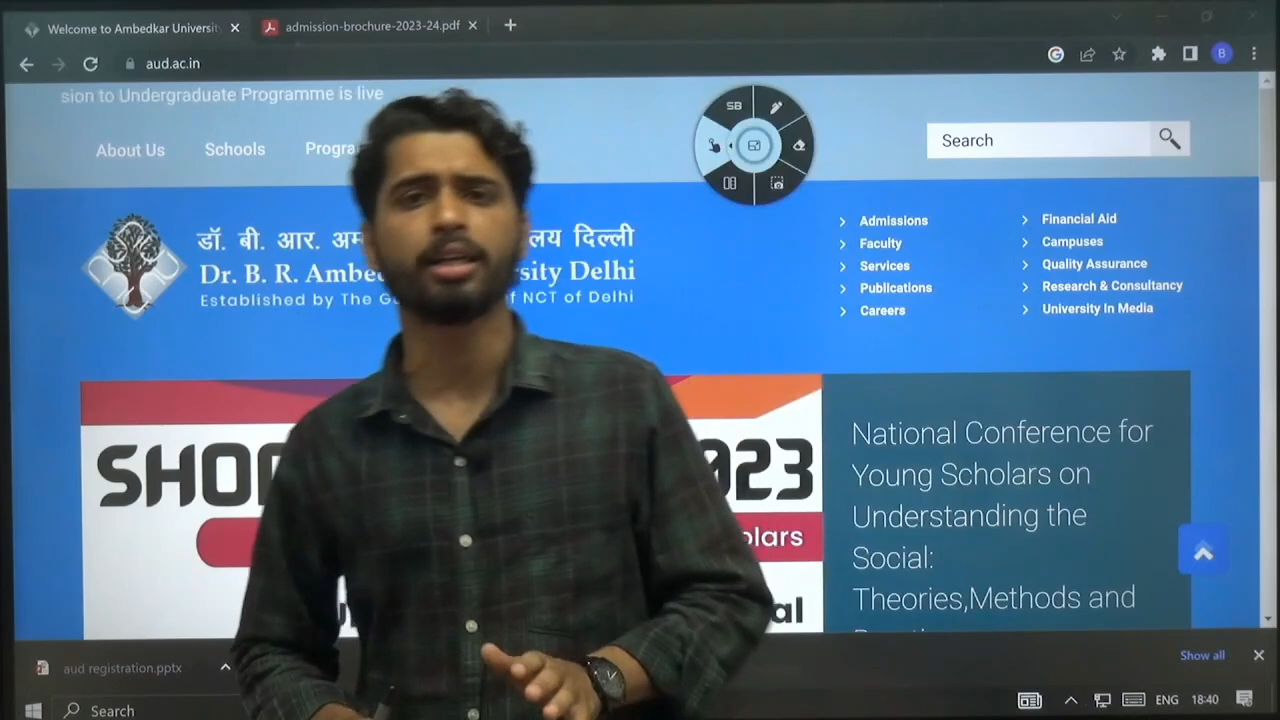 Welcome to Ambedkar Universit
admission-brochure-2023-24.pdf
aud.ac.in
sion to Undergraduate Programme is live
About Us
Schools
Progra
SB
Search
डॉ. बी. आर. अम लय दिल्ली
Dr. B. R. Ambe sity Delhi
Established by The G f NCT of Delhi
Admissions
Faculty
Services
Publications
Careers
Financial Aid
Campuses
Quality Assurance
Research & Consultancy
University In Media
SHO 023
olars
al
National Conference for
Young Scholars on
Understanding the
Social:
Theories,Methods and
aud registration.pptx
Show all
Search
ENG
18:40
B